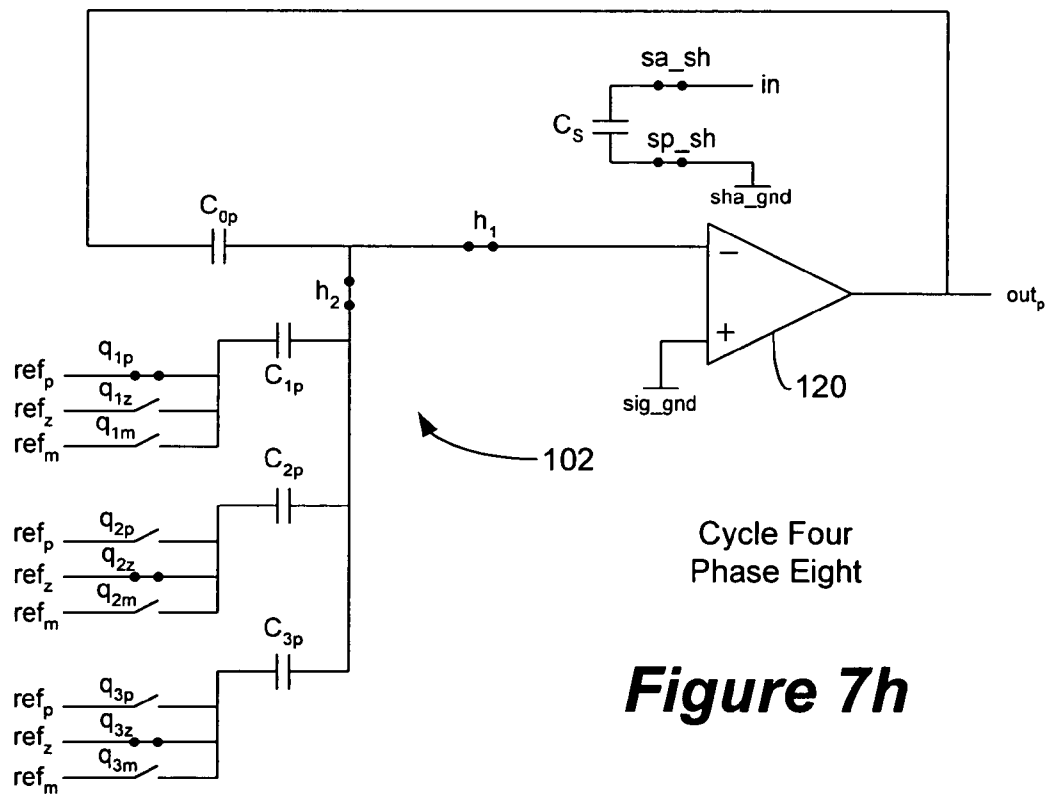 sa_sh
in
C_S
sp_sh
sha_gnd
C_0p
h_1
h_2
−
+
out_p
120
sig_gnd
C_1p
ref_p q_1p
ref_z q_1z
ref_m q_1m
102
C_2p
ref_p q_2p
ref_z q_2z
ref_m q_2m
Cycle Four
Phase Eight
C_3p
ref_p q_3p
ref_z q_3z
ref_m q_3m
Figure 7h